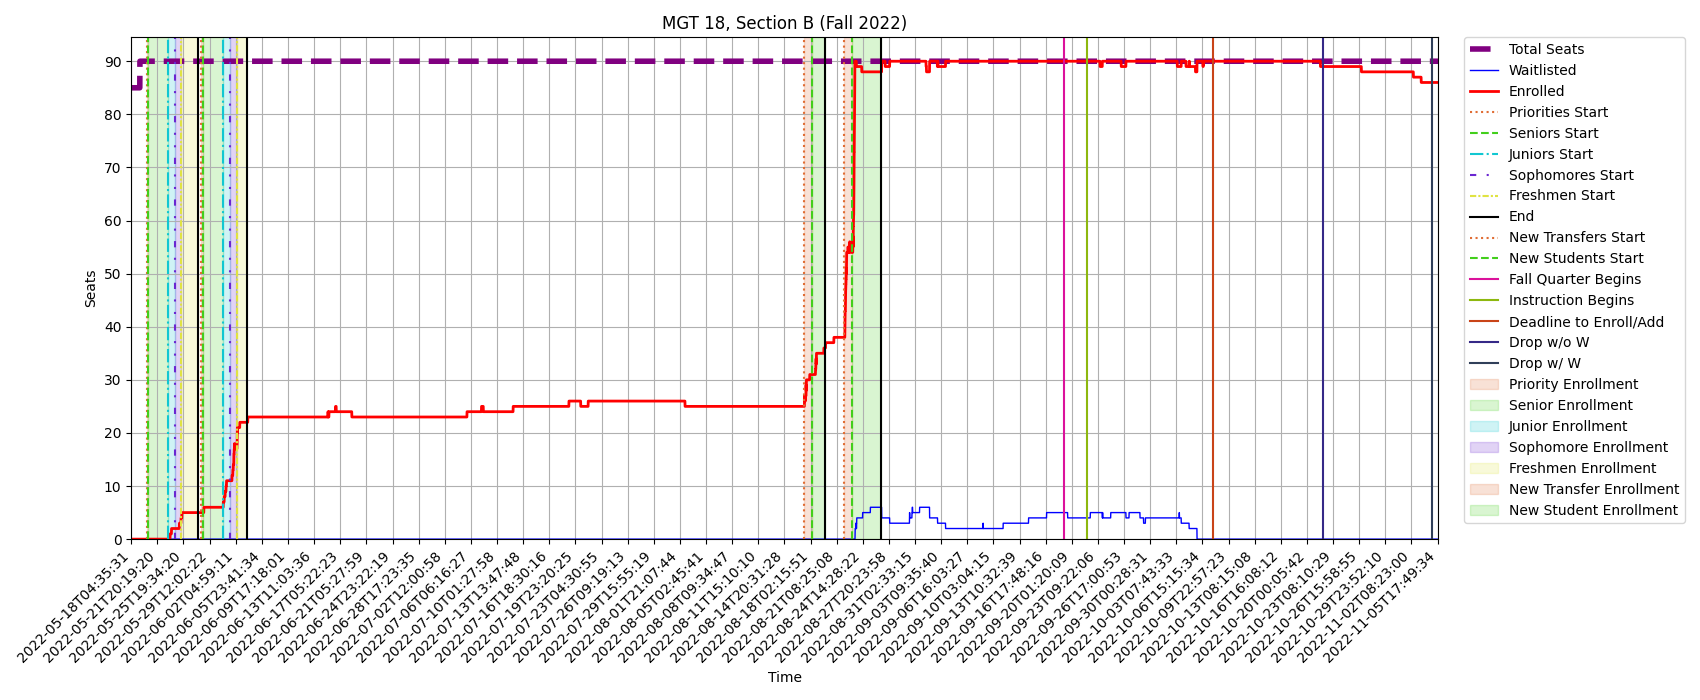 MGT 18, Section B (Fall 2022)
Seats
90
80
70
60
50
40
30
20
10
0
2022-05-18T04:35:31
2022-05-21T20:19:20
2022-05-25T19:34:20
2022-05-29T12:02:22
2022-06-02T04:59:11
2022-06-05T23:41:34
2022-06-09T17:18:01
2022-06-13T11:03:36
2022-06-17T05:22:23
2022-06-21T05:27:59
2022-06-24T23:22:19
2022-06-28T17:23:35
2022-07-02T12:00:58
2022-07-06T06:16:27
2022-07-10T01:27:58
2022-07-13T13:47:48
2022-07-16T18:30:16
2022-07-19T23:20:25
2022-07-23T04:30:55
2022-07-26T09:19:13
2022-07-29T15:55:19
2022-08-01T21:07:44
2022-08-05T02:45:41
2022-08-08T09:34:47
2022-08-11T15:10:10
2022-08-14T20:31:28
2022-08-18T02:15:51
2022-08-21T08:25:08
2022-08-24T14:28:22
2022-08-27T20:23:58
2022-08-31T02:33:15
2022-09-03T09:35:40
2022-09-06T16:03:27
2022-09-10T03:04:15
2022-09-13T10:32:39
2022-09-16T17:48:16
2022-09-20T01:20:09
2022-09-23T09:22:06
2022-09-26T17:00:53
2022-09-30T00:28:31
2022-10-03T07:43:33
2022-10-06T15:15:34
2022-10-09T22:57:23
2022-10-13T08:15:08
2022-10-16T16:08:12
2022-10-20T00:05:42
2022-10-23T08:10:29
2022-10-26T15:58:55
2022-10-29T23:52:10
2022-11-02T08:23:00
2022-11-05T17:49:34
Time
Total Seats
Waitlisted
Enrolled
Priorities Start
Seniors Start
Juniors Start
Sophomores Start
Freshmen Start
End
New Transfers Start
New Students Start
Fall Quarter Begins
Instruction Begins
Deadline to Enroll/Add
Drop w/o W
Drop w/ W
Priority Enrollment
Senior Enrollment
Junior Enrollment
Sophomore Enrollment
Freshmen Enrollment
New Transfer Enrollment
New Student Enrollment